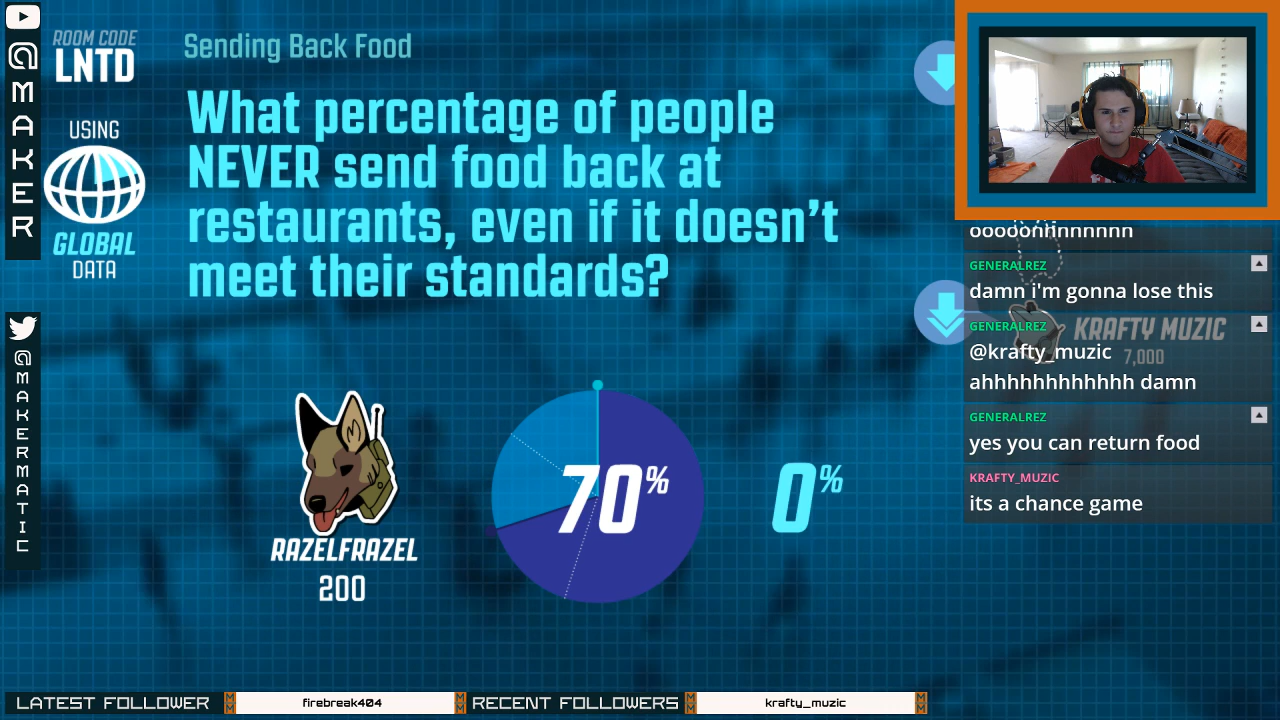 ROOM CODE
LNTD
USING
GLOBAL
DATA
@MAKER
@MAKERMATIC
Sending Back Food
What percentage of people
NEVER send food back at
restaurants, even if it doesn’t
meet their standards?
RAZELFRAZEL
200
70%
0%
KRAFTY MUZIC
7,000
GENERALREZ
damn i'm gonna lose this
GENERALREZ
@krafty_muzic
ahhhhhhhhhhhh damn
GENERALREZ
yes you can return food
KRAFTY_MUZIC
its a chance game
LATEST FOLLOWER
firebreak404
RECENT FOLLOWERS
krafty_muzic